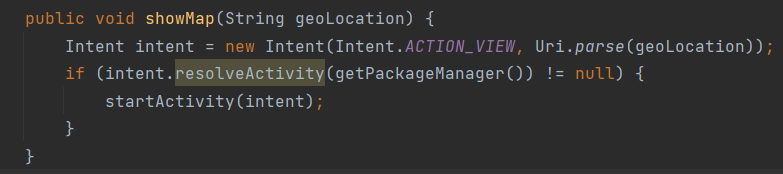 public void showMap(String geoLocation) {
    Intent intent = new Intent(Intent.ACTION_VIEW, Uri.parse(geoLocation));
    if (intent.resolveActivity(getPackageManager()) != null) {
        startActivity(intent);
    }
}